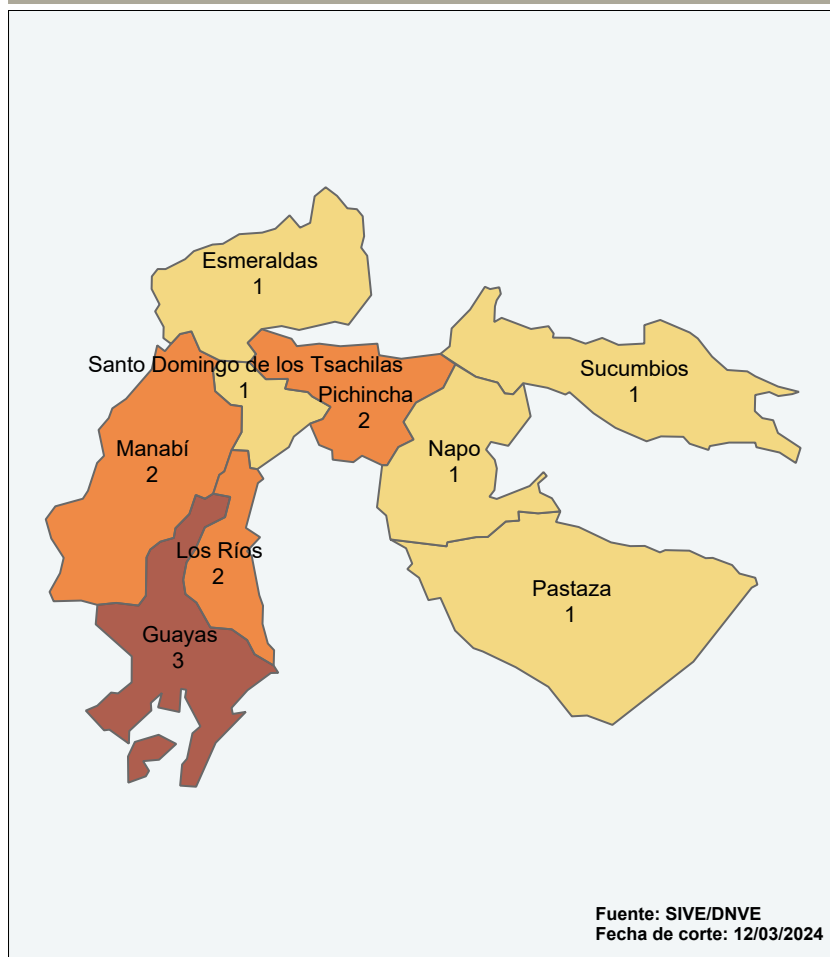 Esmeraldas
1
Santo Domingo de los Tsachilas
1
Pichincha
2
Sucumbios
1
Manabí
2
Napo
1
Los Ríos
2
Pastaza
1
Guayas
3
Fuente: SIVE/DNVE
Fecha de corte: 12/03/2024